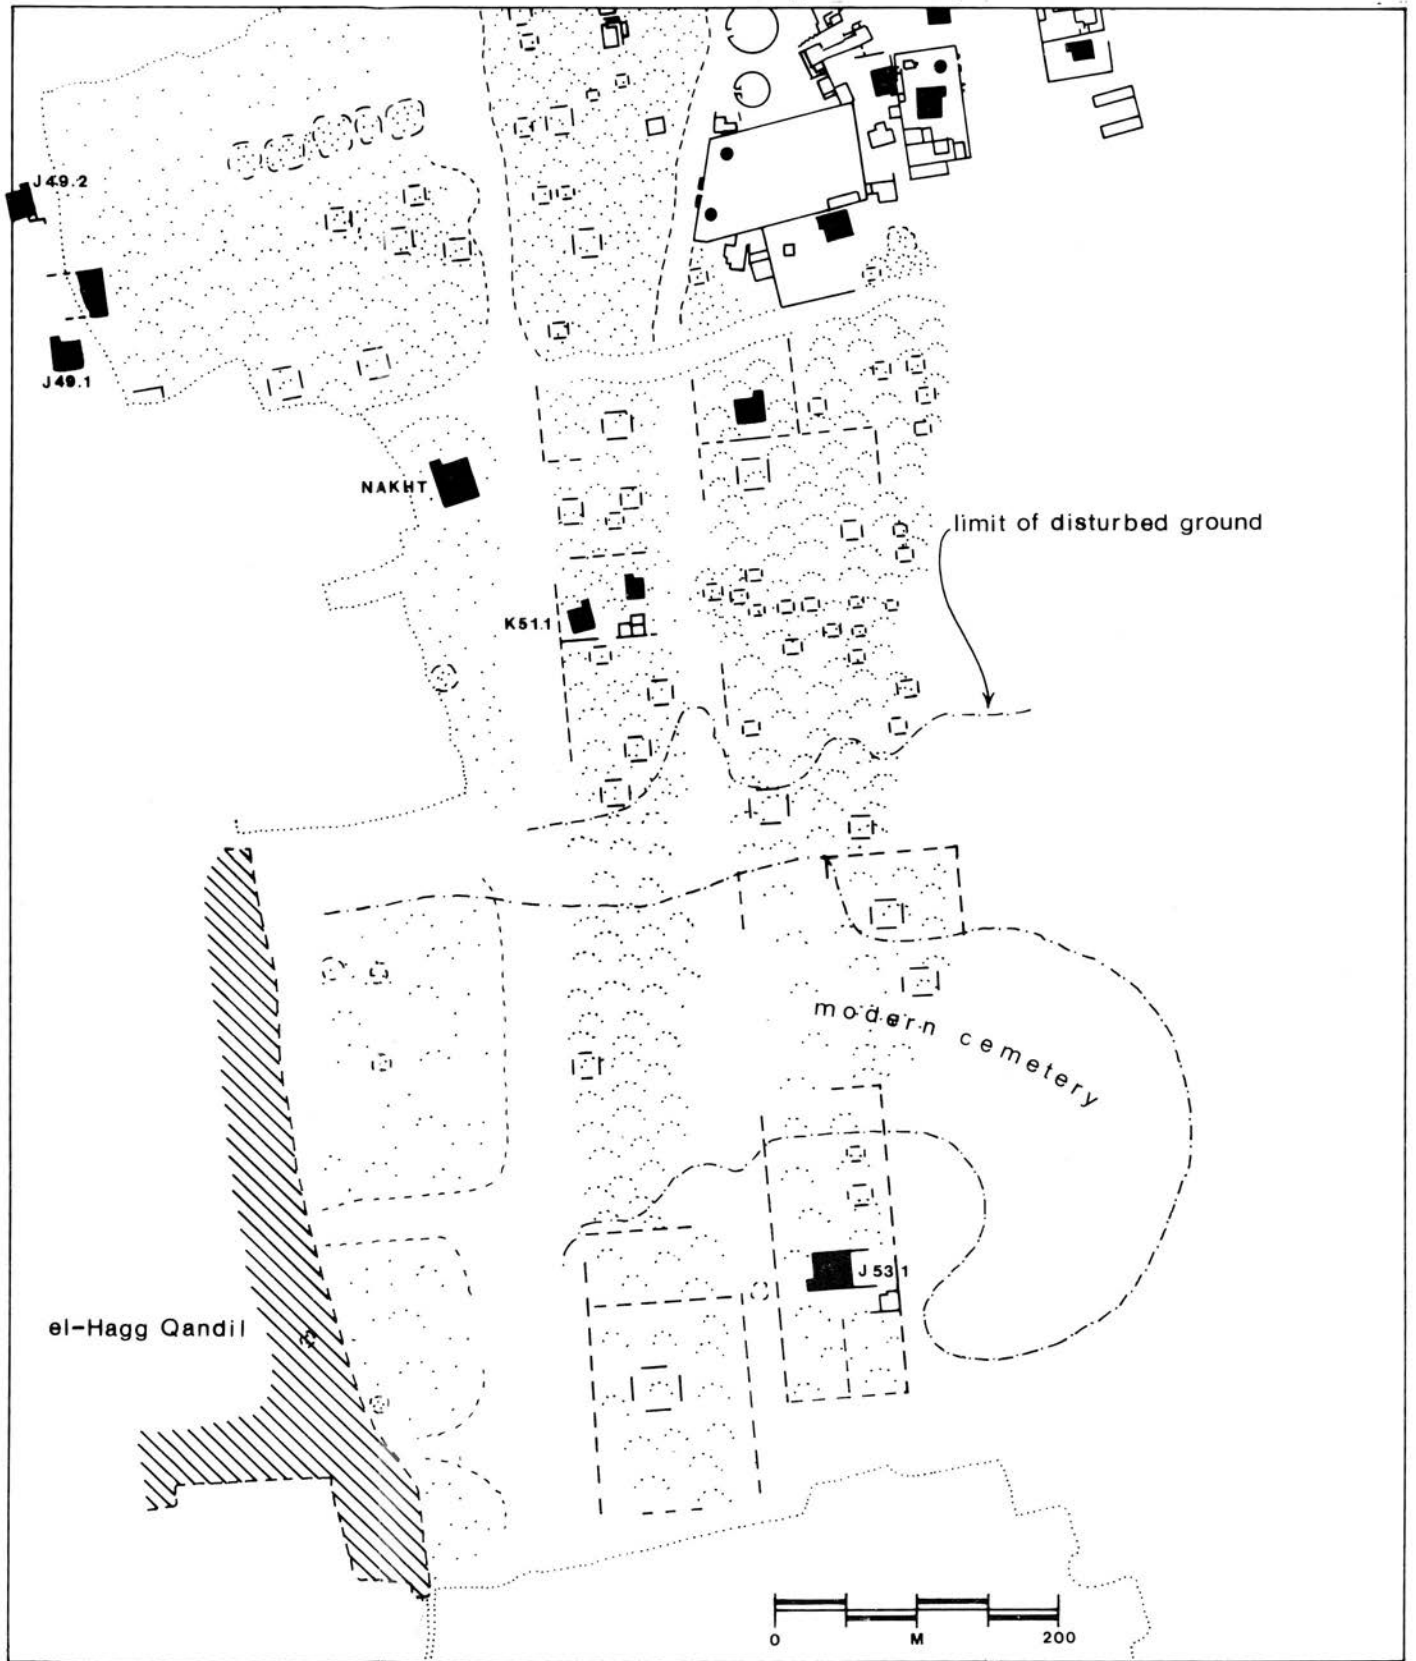 J49.2
J49.1
NAKHT
limit of disturbed ground
K51.1
modern cemetery
J53.1
el-Hagg Qandil
0 M 200